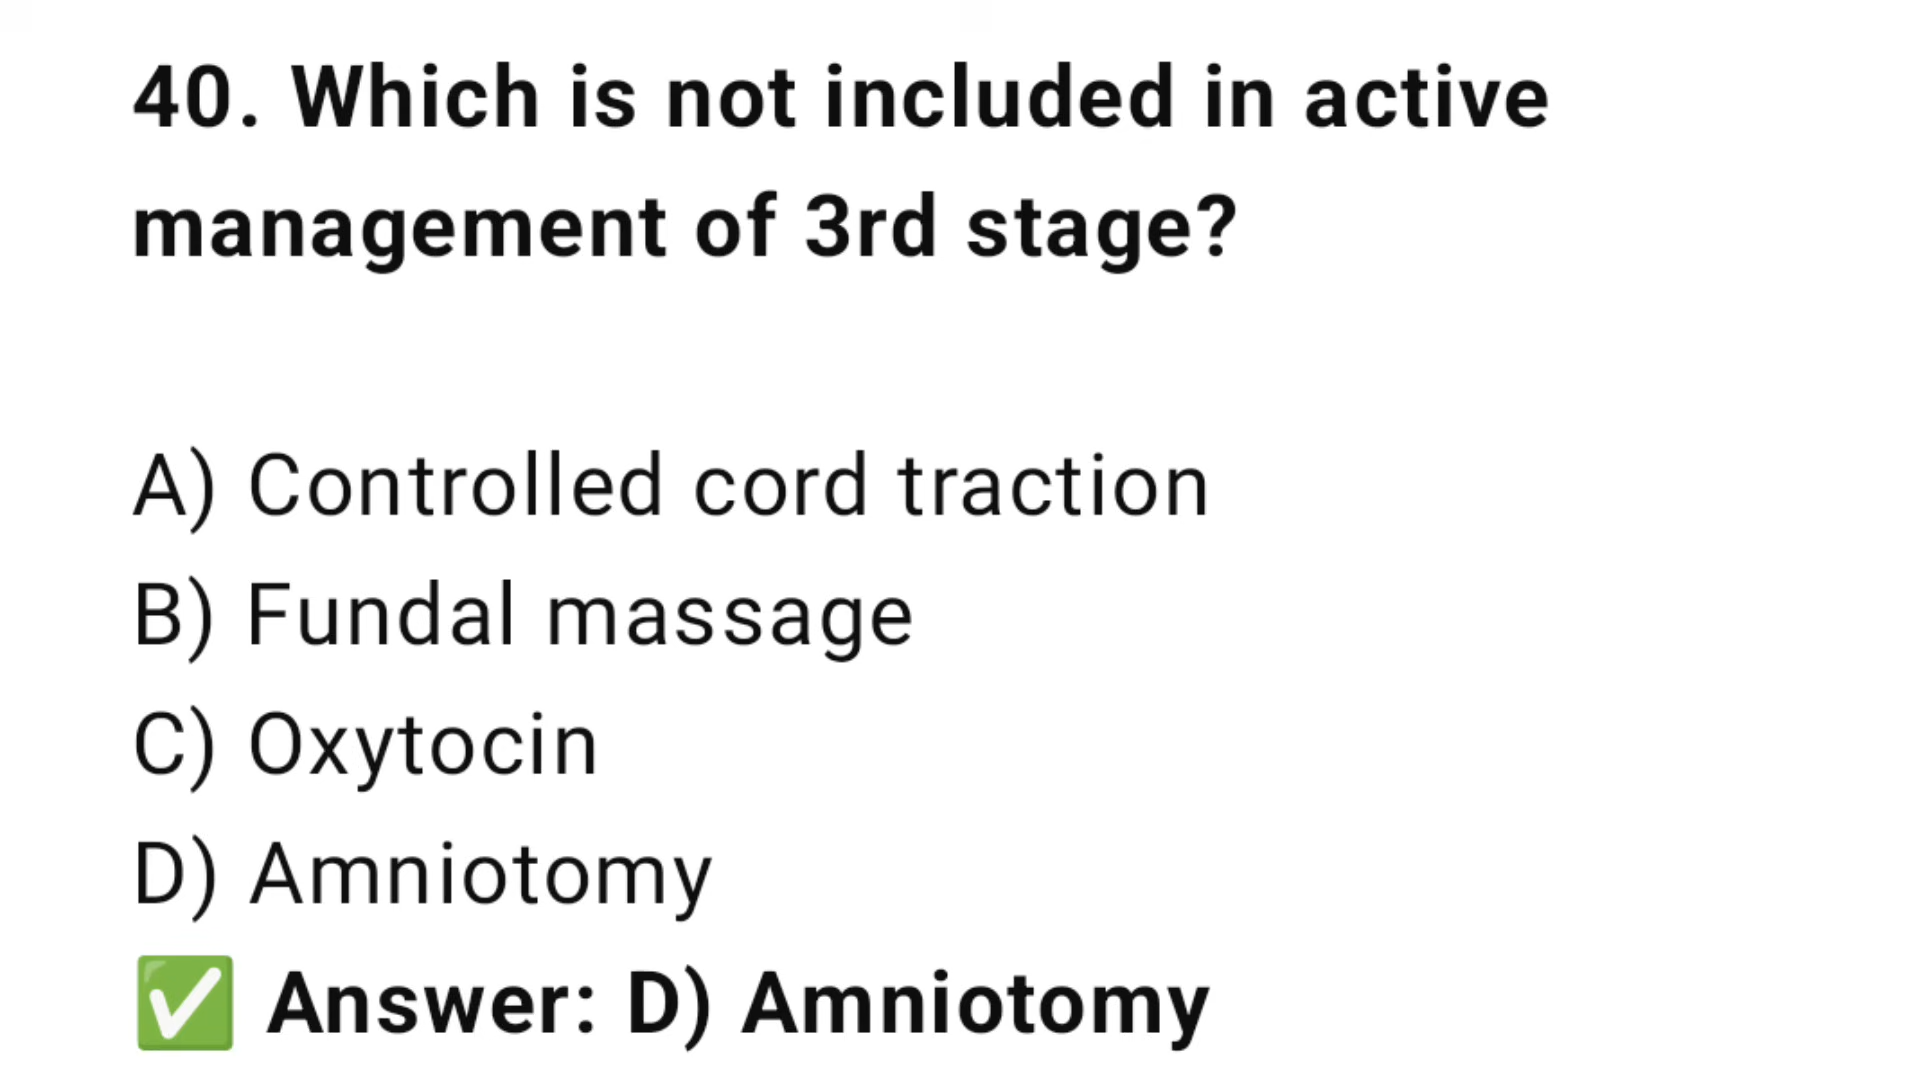 40. Which is not included in active
management of 3rd stage?
A) Controlled cord traction
B) Fundal massage
C) Oxytocin
D) Amniotomy
✅ Answer: D) Amniotomy